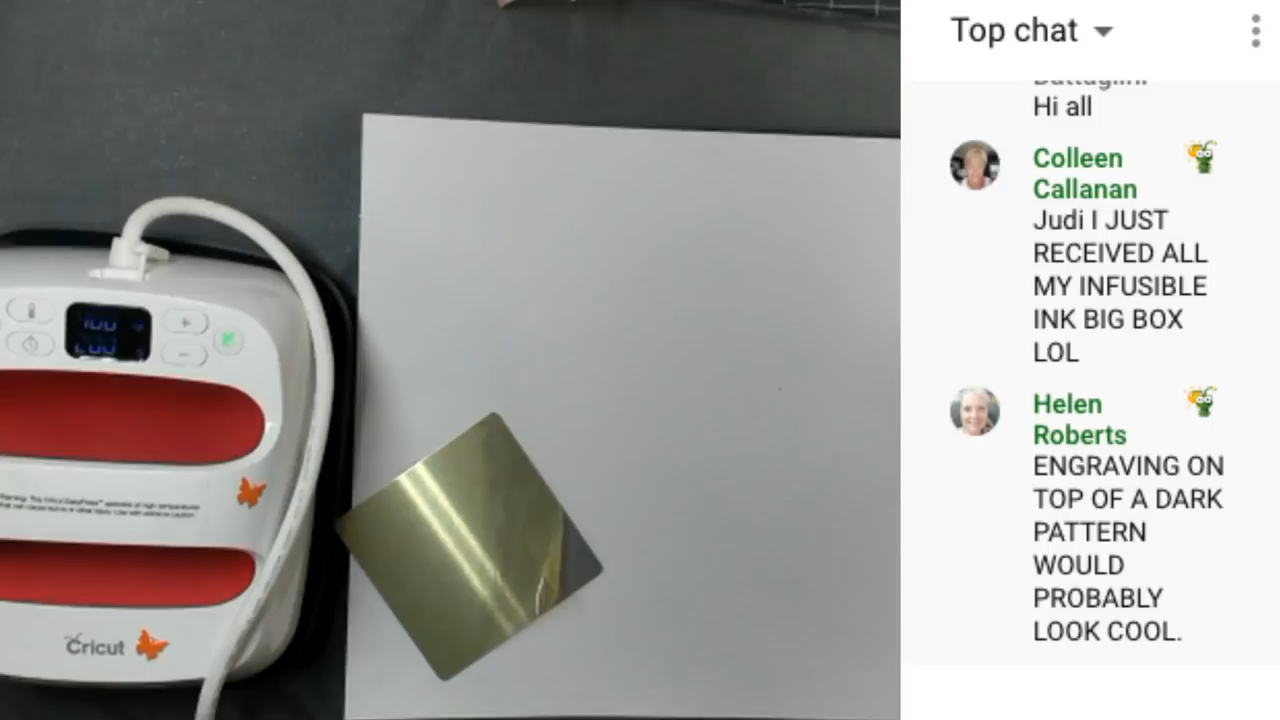 Top chat
Hi all
Colleen
Callanan
Judi I JUST
RECEIVED ALL
MY INFUSIBLE
INK BIG BOX
LOL
Helen
Roberts
ENGRAVING ON
TOP OF A DARK
PATTERN
WOULD
PROBABLY
LOOK COOL.
400
Cricut